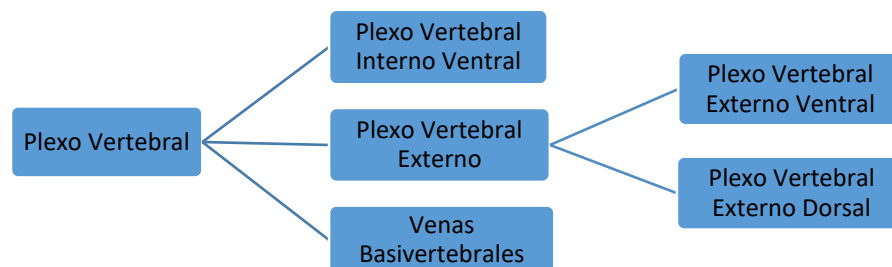 Plexo Vertebral
Plexo Vertebral
Interno Ventral
Plexo Vertebral
Externo
Venas
Basivertebrales
Plexo Vertebral
Externo Ventral
Plexo Vertebral
Externo Dorsal